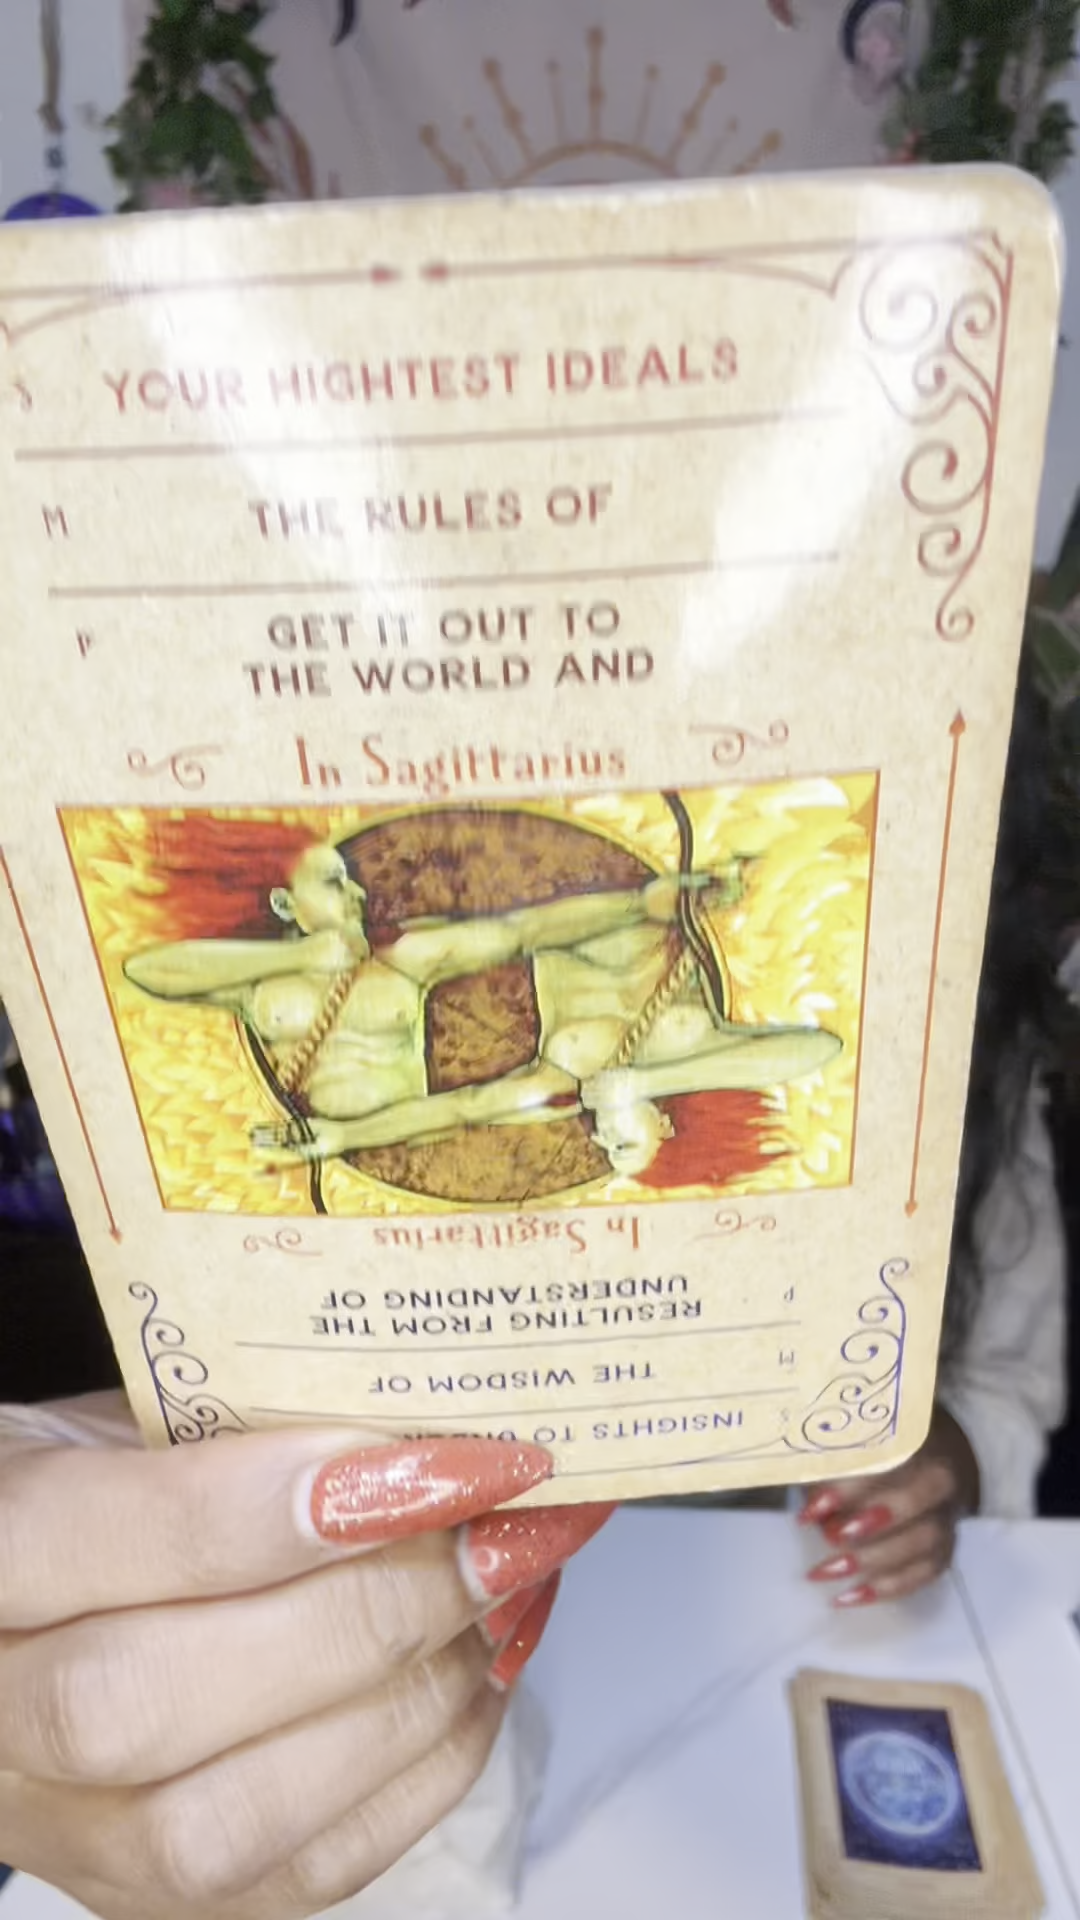 S YOUR HIGHTEST IDEALS
M THE RULES OF
P GET IT OUT TO
THE WORLD AND
In Sagittarius
In Sagittarius
P RESULTING FROM THE
UNDERSTANDING OF
M THE WISDOM OF
S INSIGHTS TO